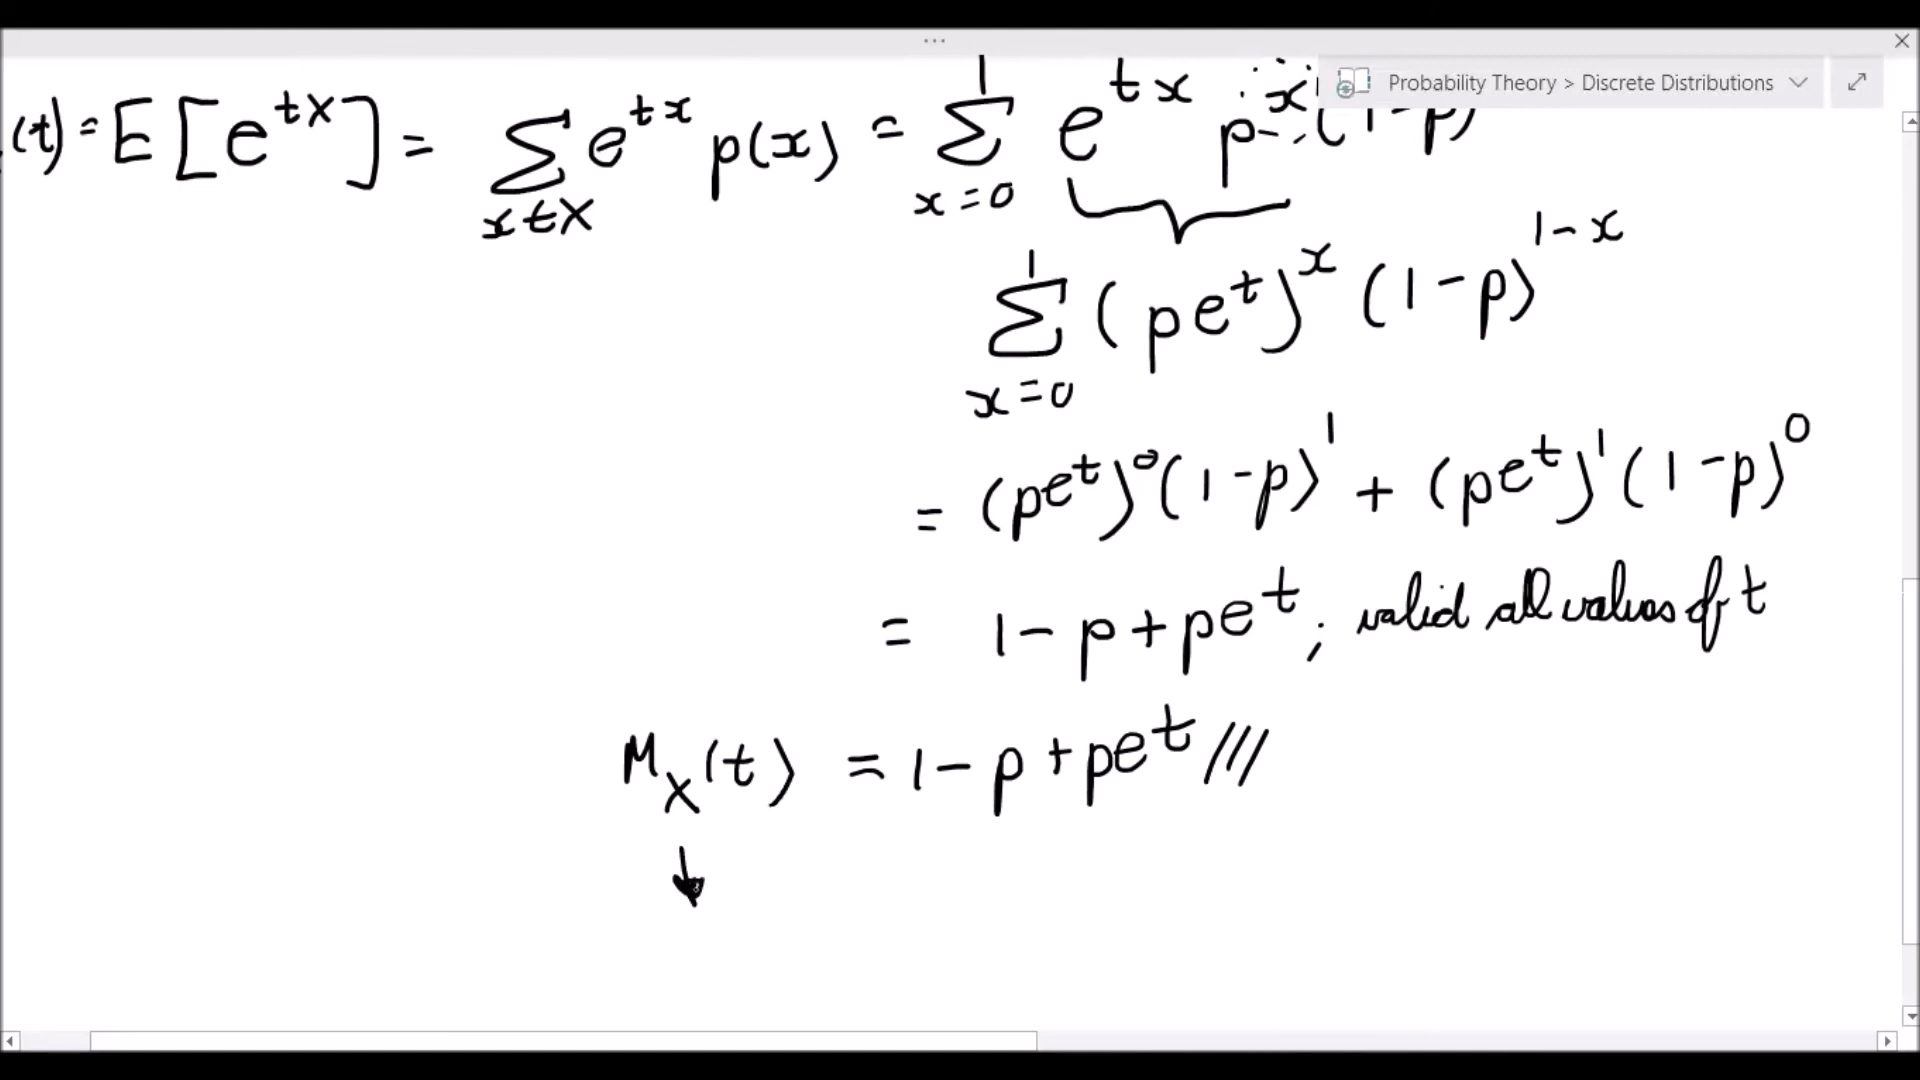 ...
Probability Theory > Discrete Distributions
(t) = E[e^{tX}] = Σ_{x∈X} e^{tx} p(x) = Σ_{x=0}^{1} e^{tx} p^x (1-p)
Σ_{x=0}^{1} (pe^t)^x (1-p)^{1-x}
= (pe^t)^0 (1-p)^1 + (pe^t)^1 (1-p)^0
= 1-p+pe^t ; valid all values of t
M_X(t) = 1-p+pe^t ///
↓